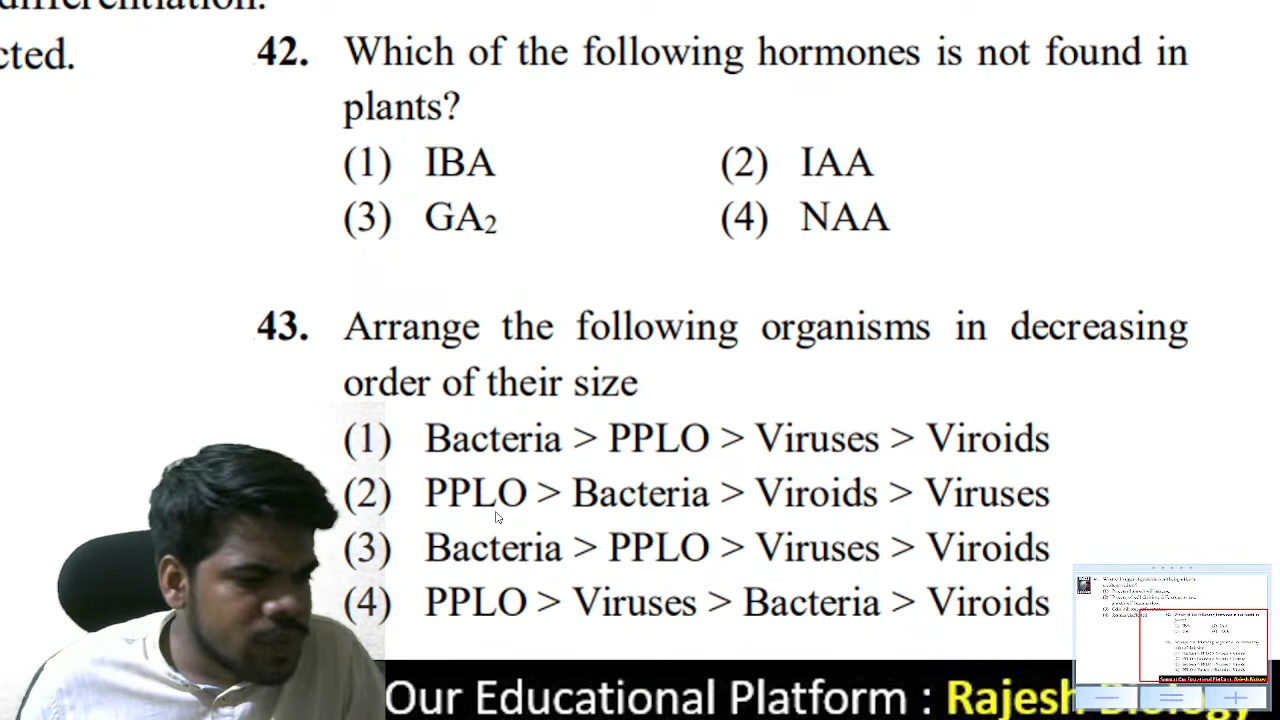 differentiation.
cted.
42. Which of the following hormones is not found in
plants?
(1) IBA (2) IAA
(3) GA₂ (4) NAA
43. Arrange the following organisms in decreasing
order of their size
(1) Bacteria > PPLO > Viruses > Viroids
(2) PPLO > Bacteria > Viroids > Viruses
(3) Bacteria > PPLO > Viruses > Viroids
(4) PPLO > Viruses > Bacteria > Viroids
Our Educational Platform : Rajesh Biology